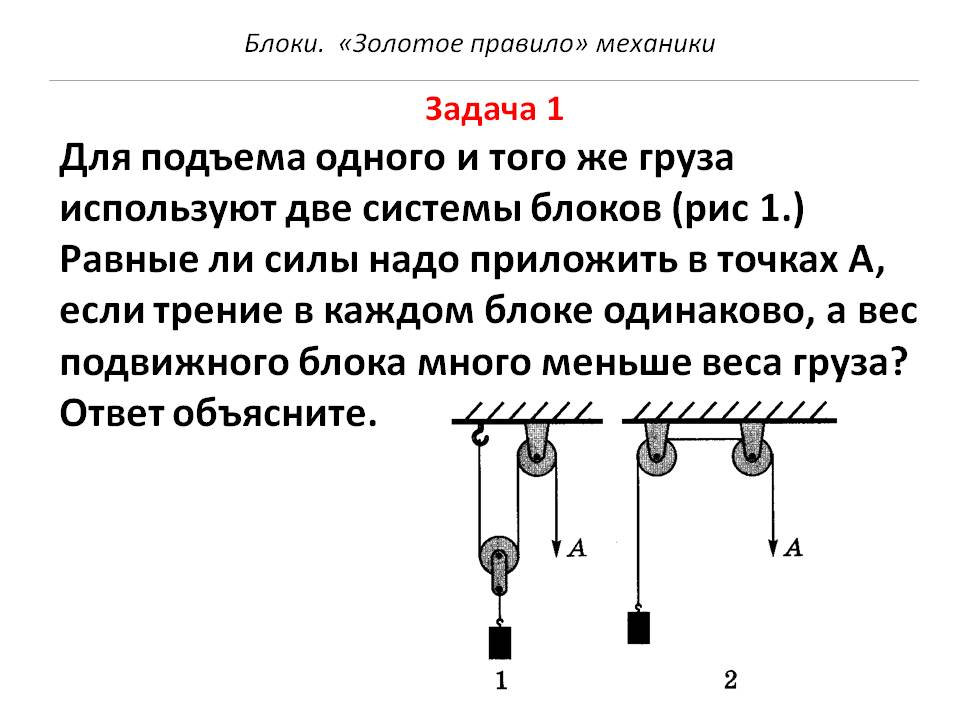 Блоки. «Золотое правило» механики
Задача 1
Для подъема одного и того же груза
используют две системы блоков (рис 1.)
Равные ли силы надо приложить в точках А,
если трение в каждом блоке одинаково, а вес
подвижного блока много меньше веса груза?
Ответ объясните.
A
A
1
2